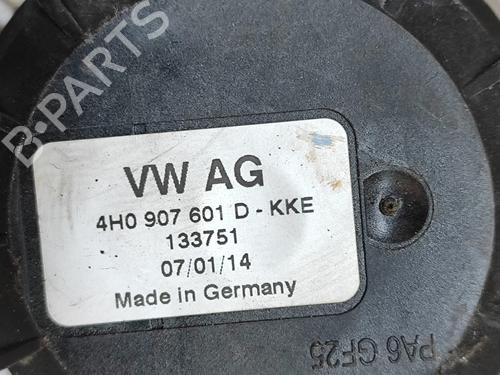 B-PARTS
VW AG
4H0 907 601 D - KKE
133751
07/01/14
Made in Germany
PA6 GF25